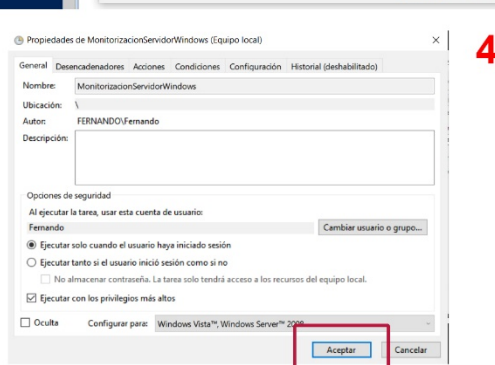 4
Propiedades de MonitorizacionServidorWindows (Equipo local)
General Desencadenadores Acciones Condiciones Configuración Historial (deshabilitado)
Nombre: MonitorizacionServidorWindows
Ubicación: \
Autor: FERNANDO\Fernando
Descripción:
Opciones de seguridad
Al ejecutar la tarea, usar esta cuenta de usuario:
Fernando Cambiar usuario o grupo...
Ejecutar solo cuando el usuario haya iniciado sesión
Ejecutar tanto si el usuario inició sesión como si no
No almacenar contraseña. La tarea solo tendrá acceso a los recursos del equipo local.
Ejecutar con los privilegios más altos
Oculta Configurar para: Windows Vista™, Windows Server™ 2008
Aceptar Cancelar